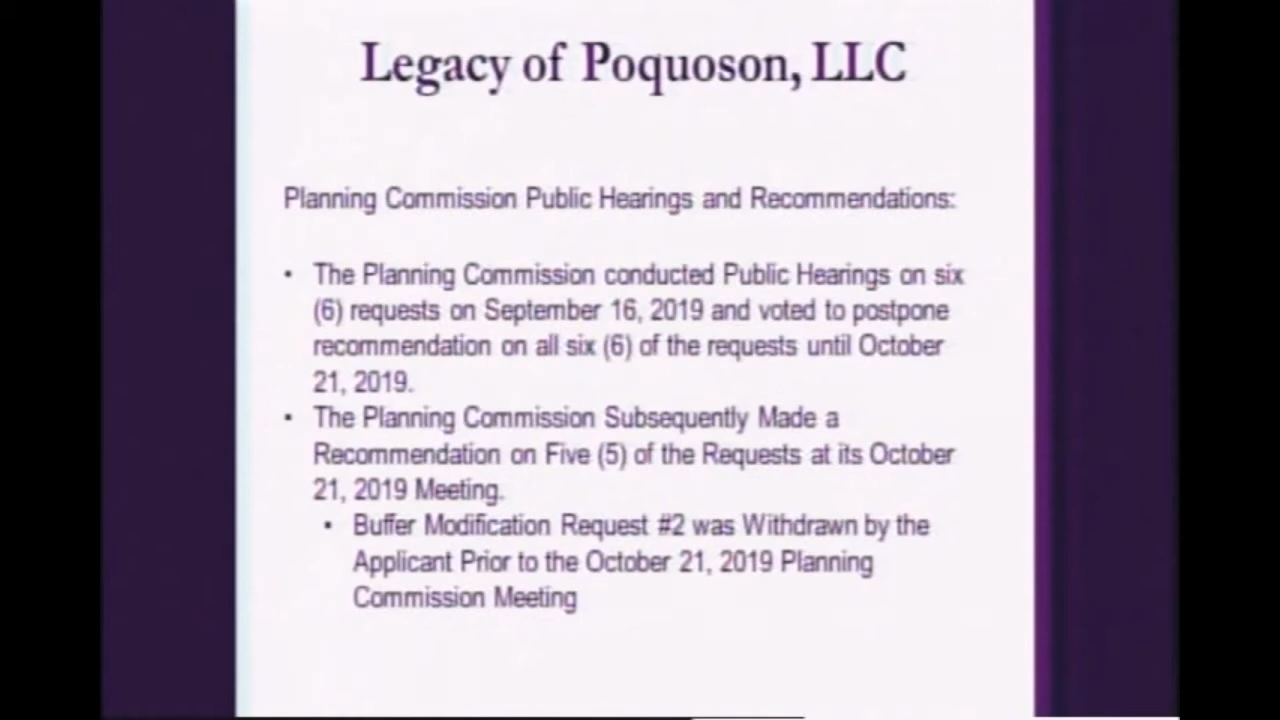 Legacy of Poquoson, LLC
Planning Commission Public Hearings and Recommendations:
• The Planning Commission conducted Public Hearings on six
(6) requests on September 16, 2019 and voted to postpone
recommendation on all six (6) of the requests until October
21, 2019.
• The Planning Commission Subsequently Made a
Recommendation on Five (5) of the Requests at its October
21, 2019 Meeting.
• Buffer Modification Request #2 was Withdrawn by the
Applicant Prior to the October 21, 2019 Planning
Commission Meeting